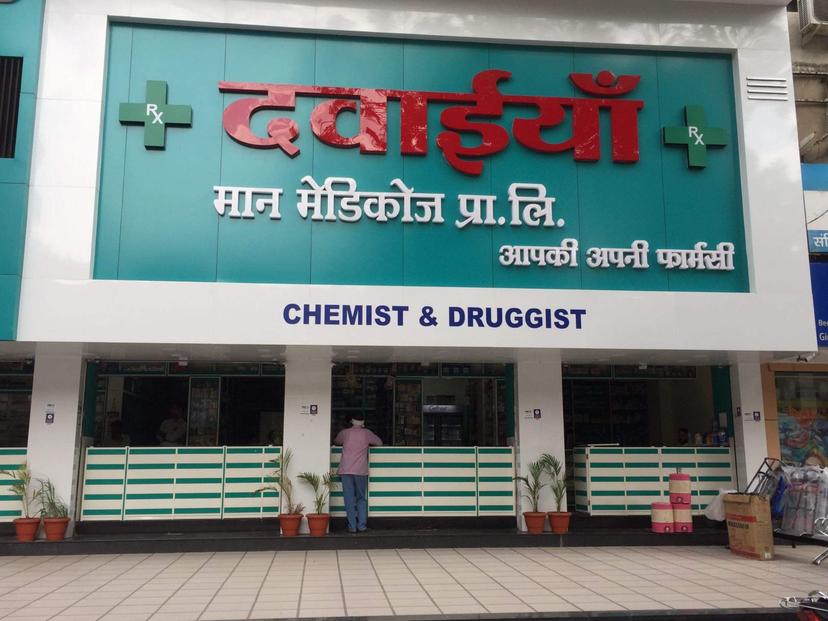 RX दवाईयाँ RX
मान मेडिकोज प्रा.लि.
आपकी अपनी फार्मसी
CHEMIST & DRUGGIST